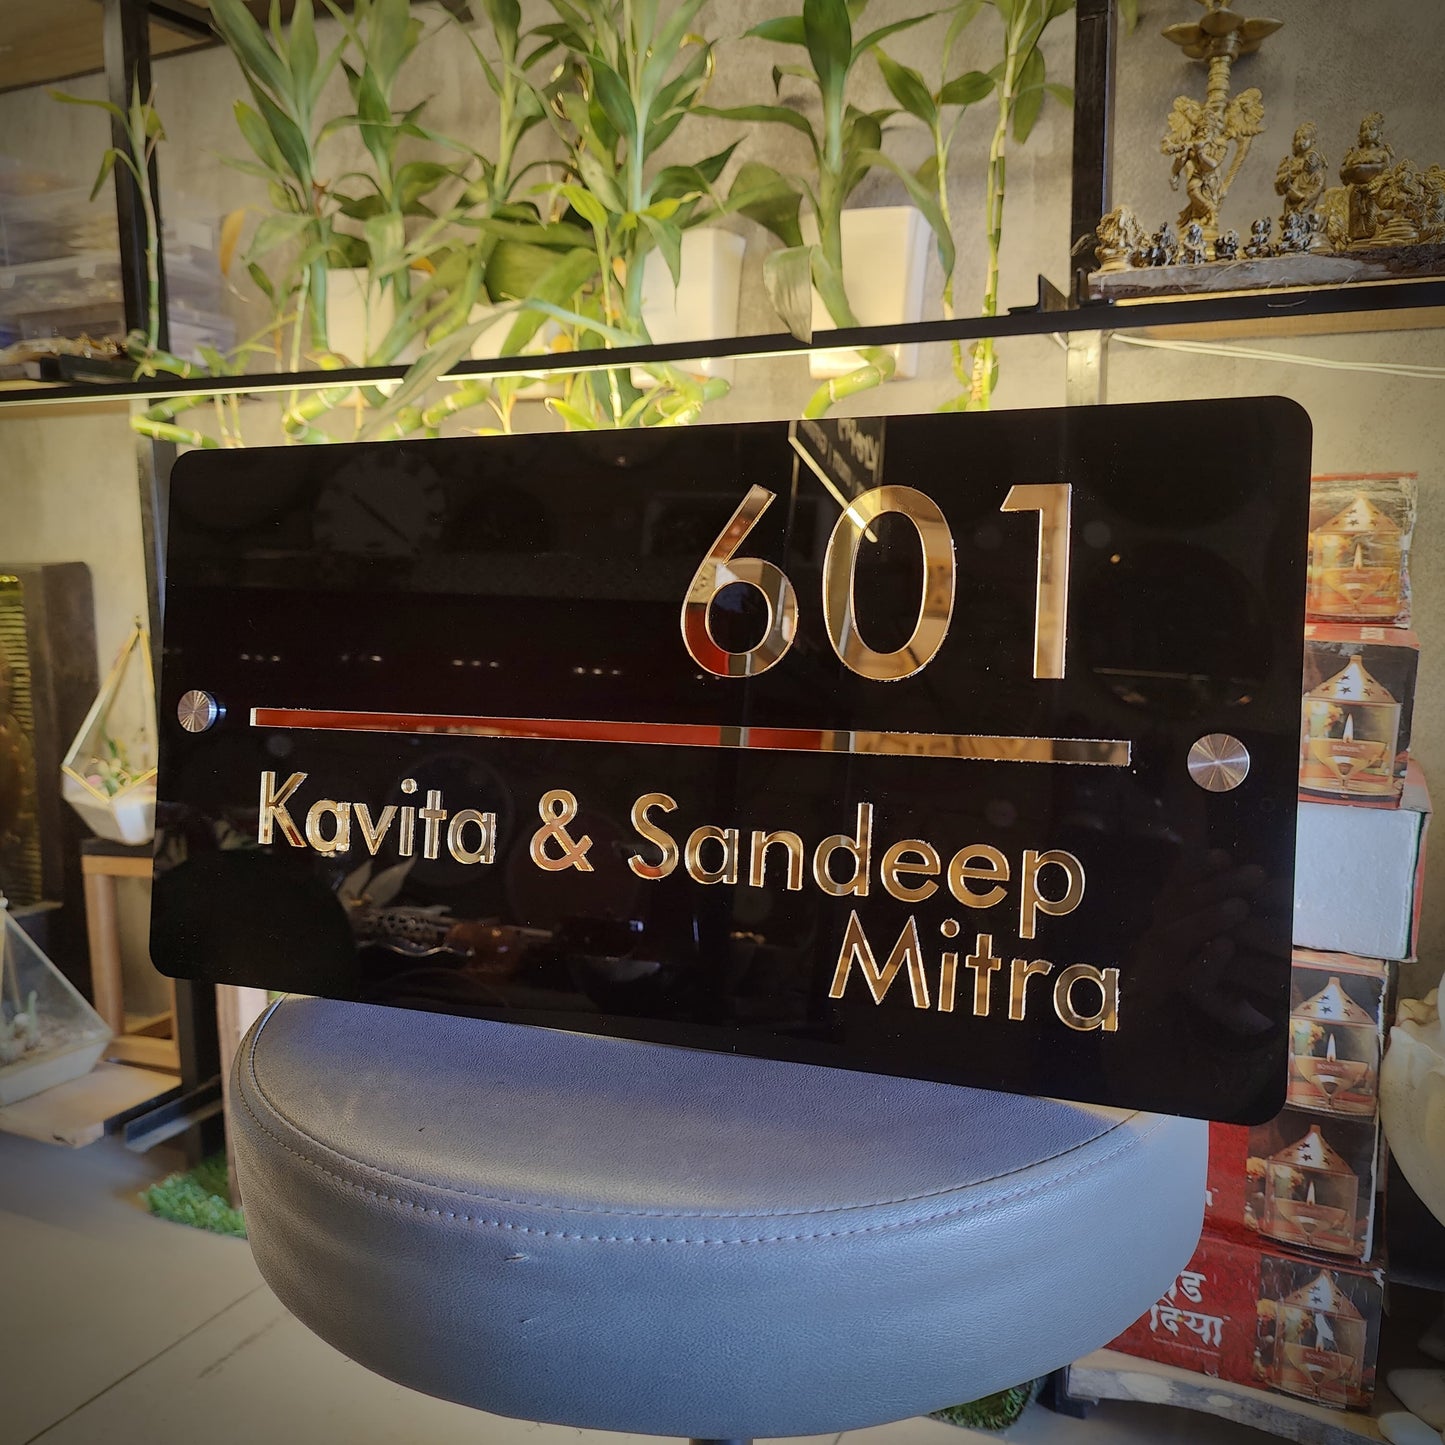 601
Kavita & Sandeep
Mitra
दिया